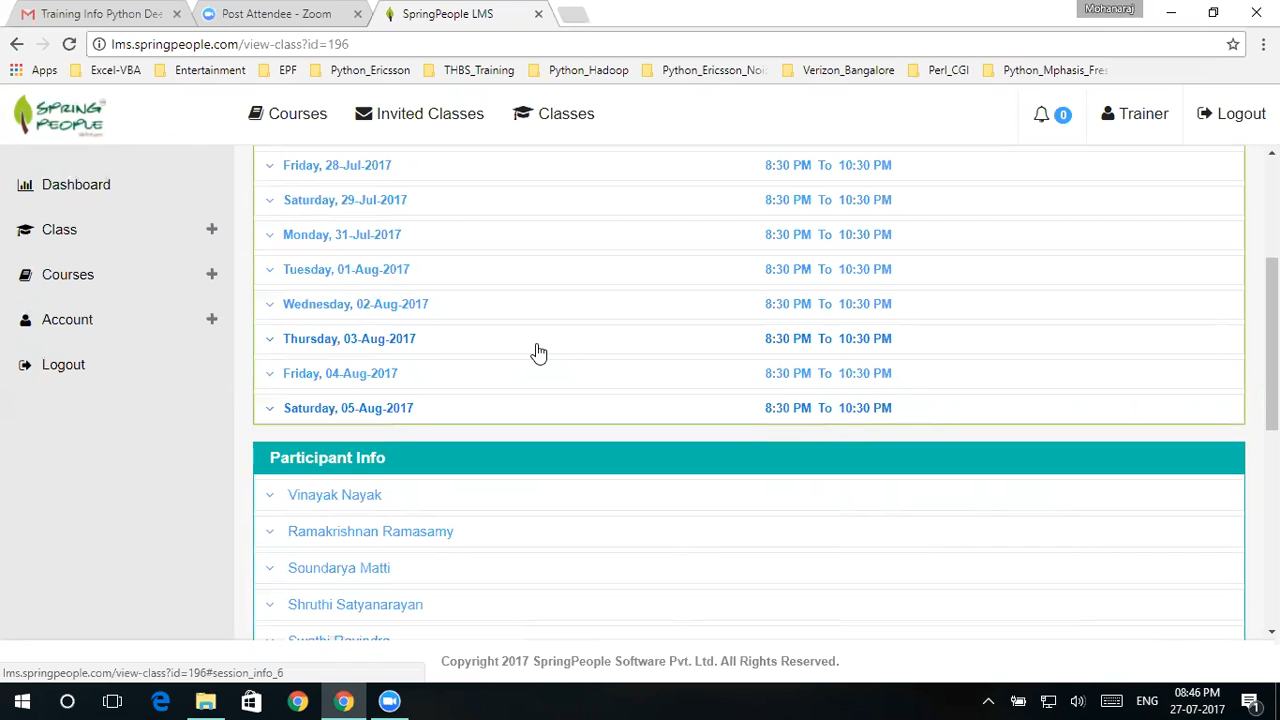 Training Info Python De
Post Attendee - Zoom
SpringPeople LMS
Mohanaraj
lms.springpeople.com/view-class?id=196
Apps
Excel-VBA
Entertainment
EPF
Python_Ericsson
THBS_Training
Python_Hadoop
Python_Ericsson_Noi
Verizon_Bangalore
Perl_CGI
Python_Mphasis_Fres
SPRING
PEOPLE
Courses
Invited Classes
Classes
0
Trainer
Logout
Dashboard
Class +
Courses +
Account +
Logout
Friday, 28-Jul-2017 8:30 PM To 10:30 PM
Saturday, 29-Jul-2017 8:30 PM To 10:30 PM
Monday, 31-Jul-2017 8:30 PM To 10:30 PM
Tuesday, 01-Aug-2017 8:30 PM To 10:30 PM
Wednesday, 02-Aug-2017 8:30 PM To 10:30 PM
Thursday, 03-Aug-2017 8:30 PM To 10:30 PM
Friday, 04-Aug-2017 8:30 PM To 10:30 PM
Saturday, 05-Aug-2017 8:30 PM To 10:30 PM
Participant Info
Vinayak Nayak
Ramakrishnan Ramasamy
Soundarya Matti
Shruthi Satyanarayan
Swathi Ravindra
Copyright 2017 SpringPeople Software Pvt. Ltd. All Rights Reserved.
lms.springpeople.com/view-class?id=196#session_info_6
ENG
08:46 PM
27-07-2017
1